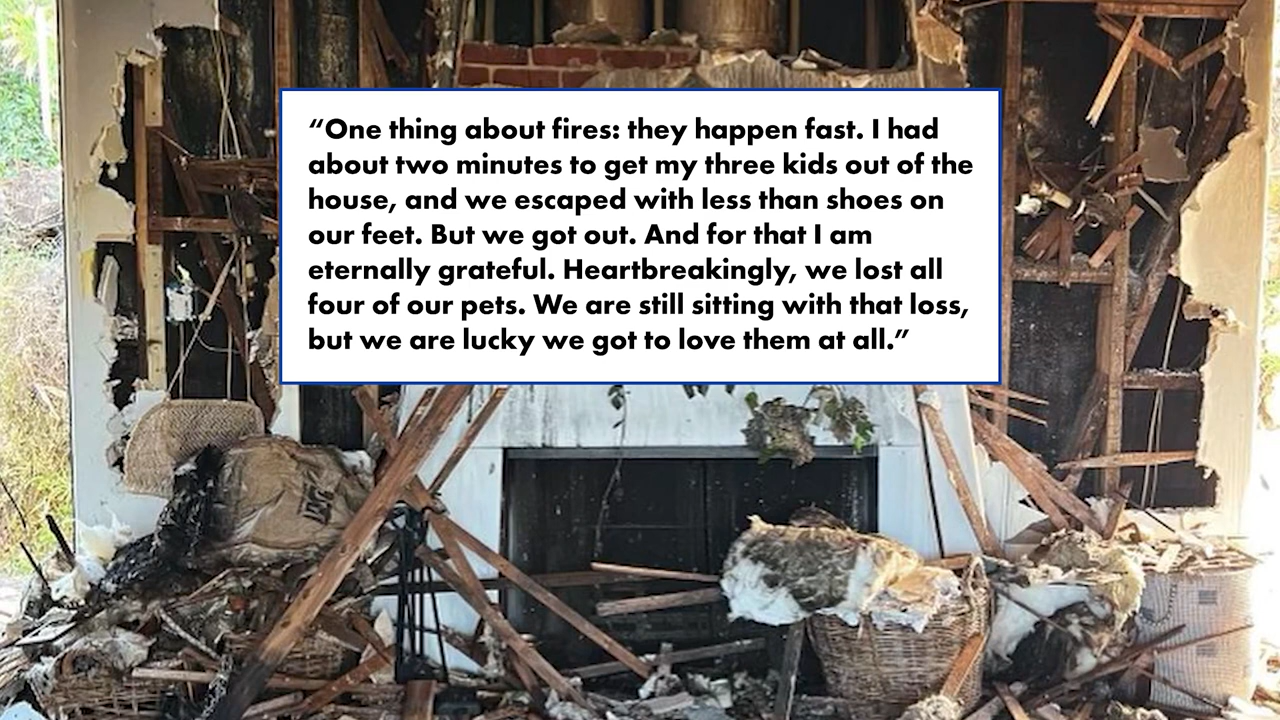 “One thing about fires: they happen fast. I had
about two minutes to get my three kids out of the
house, and we escaped with less than shoes on
our feet. But we got out. And for that I am
eternally grateful. Heartbreakingly, we lost all
four of our pets. We are still sitting with that loss,
but we are lucky we got to love them at all.”